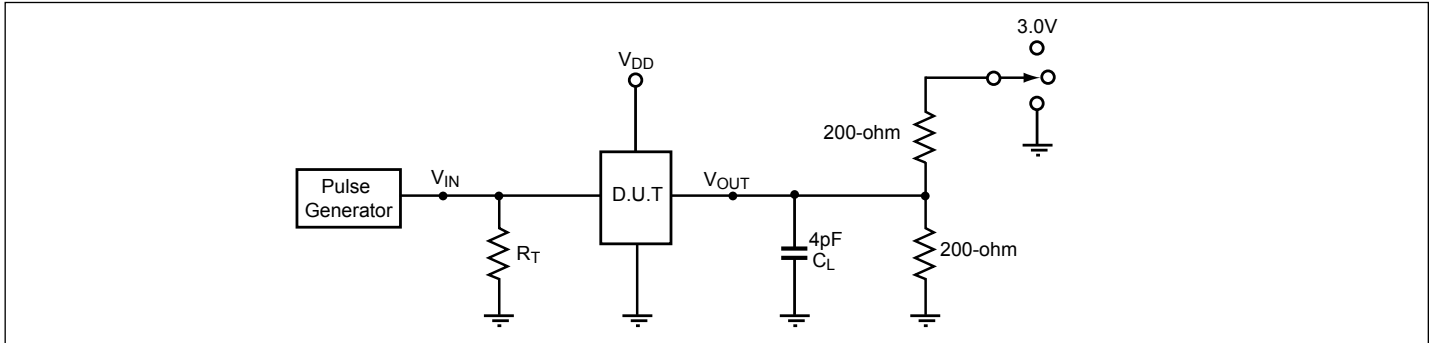 3.0V
VDD
200-ohm
Pulse
Generator
VIN
D.U.T
VOUT
RT
4pF
CL
200-ohm